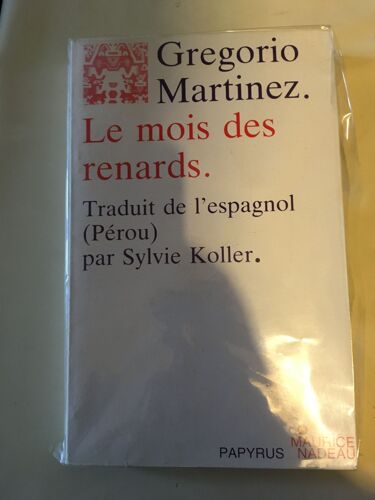 Gregorio
Martinez.
Le mois des
renards.
Traduit de l'espagnol
(Pérou)
par Sylvie Koller.
PAPYRUS
MAURICE
NADEAU